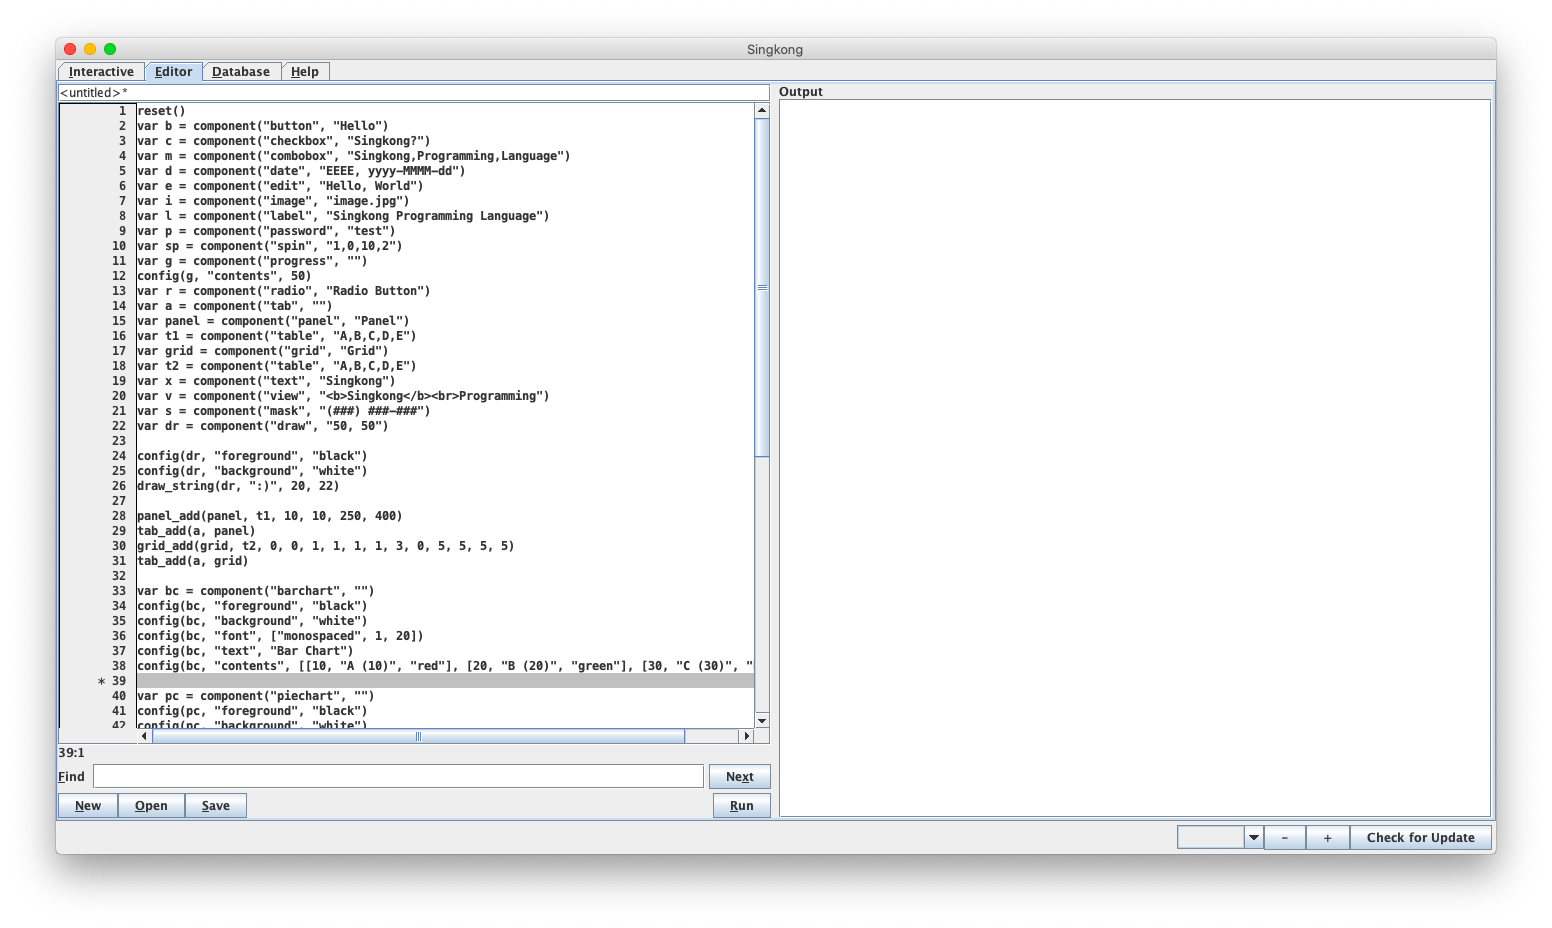 Singkong
Interactive Editor Database Help
<untitled>*
Output
1 reset()
2 var b = component("button", "Hello")
3 var c = component("checkbox", "Singkong?")
4 var m = component("combobox", "Singkong,Programming,Language")
5 var d = component("date", "EEEE, yyyy-MMMM-dd")
6 var e = component("edit", "Hello, World")
7 var i = component("image", "image.jpg")
8 var l = component("label", "Singkong Programming Language")
9 var p = component("password", "test")
10 var sp = component("spin", "1,0,10,2")
11 var g = component("progress", "")
12 config(g, "contents", 50)
13 var r = component("radio", "Radio Button")
14 var a = component("tab", "")
15 var panel = component("panel", "Panel")
16 var t1 = component("table", "A,B,C,D,E")
17 var grid = component("grid", "Grid")
18 var t2 = component("table", "A,B,C,D,E")
19 var x = component("text", "Singkong")
20 var v = component("view", "<b>Singkong</b><br>Programming")
21 var s = component("mask", "(###) ###-###")
22 var dr = component("draw", "50, 50")
23
24 config(dr, "foreground", "black")
25 config(dr, "background", "white")
26 draw_string(dr, ":)", 20, 22)
27
28 panel_add(panel, t1, 10, 10, 250, 400)
29 tab_add(a, panel)
30 grid_add(grid, t2, 0, 0, 1, 1, 1, 1, 3, 0, 5, 5, 5, 5)
31 tab_add(a, grid)
32
33 var bc = component("barchart", "")
34 config(bc, "foreground", "black")
35 config(bc, "background", "white")
36 config(bc, "font", ["monospaced", 1, 20])
37 config(bc, "text", "Bar Chart")
38 config(bc, "contents", [[10, "A (10)", "red"], [20, "B (20)", "green"], [30, "C (30)", "
* 39
40 var pc = component("piechart", "")
41 config(pc, "foreground", "black")
42 config(pc, "background", "white")
39:1
Find Next
New Open Save Run
- + Check for Update